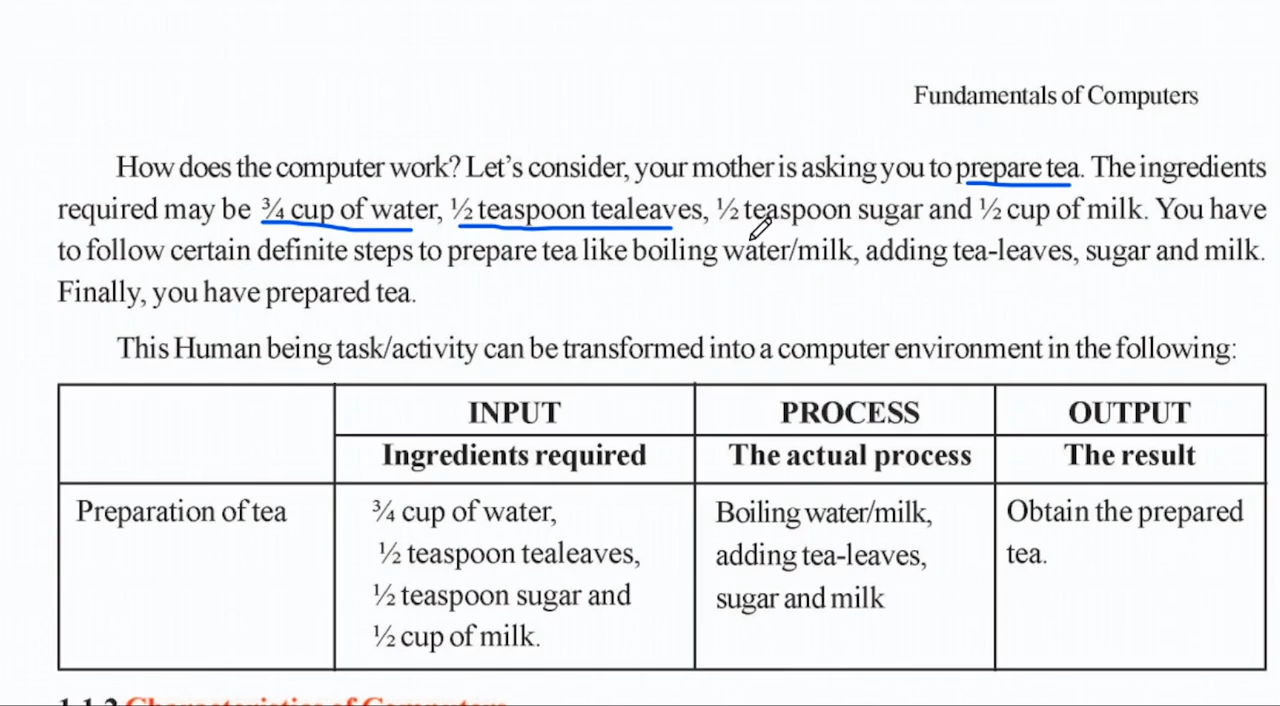 Fundamentals of Computers
How does the computer work? Let’s consider, your mother is asking you to prepare tea. The ingredients
required may be ¾ cup of water, ½ teaspoon tealeaves, ½ teaspoon sugar and ½ cup of milk. You have
to follow certain definite steps to prepare tea like boiling water/milk, adding tea-leaves, sugar and milk.
Finally, you have prepared tea.
This Human being task/activity can be transformed into a computer environment in the following:
INPUT PROCESS OUTPUT
Ingredients required The actual process The result
Preparation of tea ¾ cup of water, Boiling water/milk, Obtain the prepared
½ teaspoon tealeaves, adding tea-leaves, tea.
½ teaspoon sugar and sugar and milk
½ cup of milk.
1.1.2 Characteristics of Computers